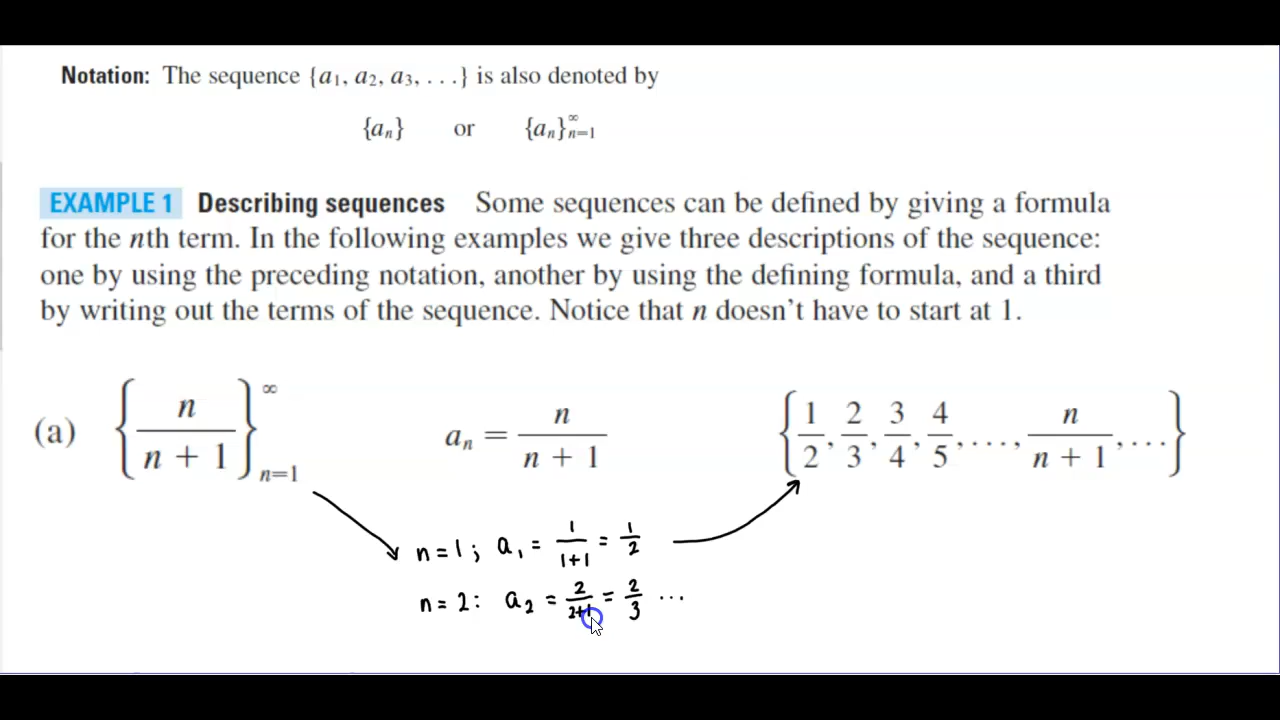 Notation: The sequence {a₁, a₂, a₃, . . .} is also denoted by
{aₙ} or {aₙ}∞n=1
EXAMPLE 1 Describing sequences Some sequences can be defined by giving a formula
for the nth term. In the following examples we give three descriptions of the sequence:
one by using the preceding notation, another by using the defining formula, and a third
by writing out the terms of the sequence. Notice that n doesn't have to start at 1.
(a) {n/(n + 1)}∞n=1 aₙ = n/(n + 1) {1/2, 2/3, 3/4, 4/5, . . . ., n/(n + 1), . . .}
n=1; a₁ = 1/(1+1) = 1/2
n=2: a₂ = 2/(2+1) = 2/3 ...